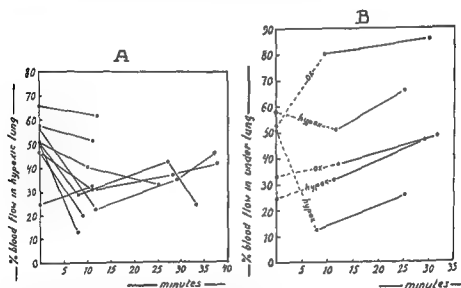 A
% blood flow in hypoxic lung
80
70
60
50
40
30
20
10
0
5 10 15 20 25 30 35 40
minutes
B
% blood flow in under lung
90
80
70
60
50
40
30
20
10
0
ox
hypox
ox
hypox
hypox
5 10 15 20 25 30 35
minutes